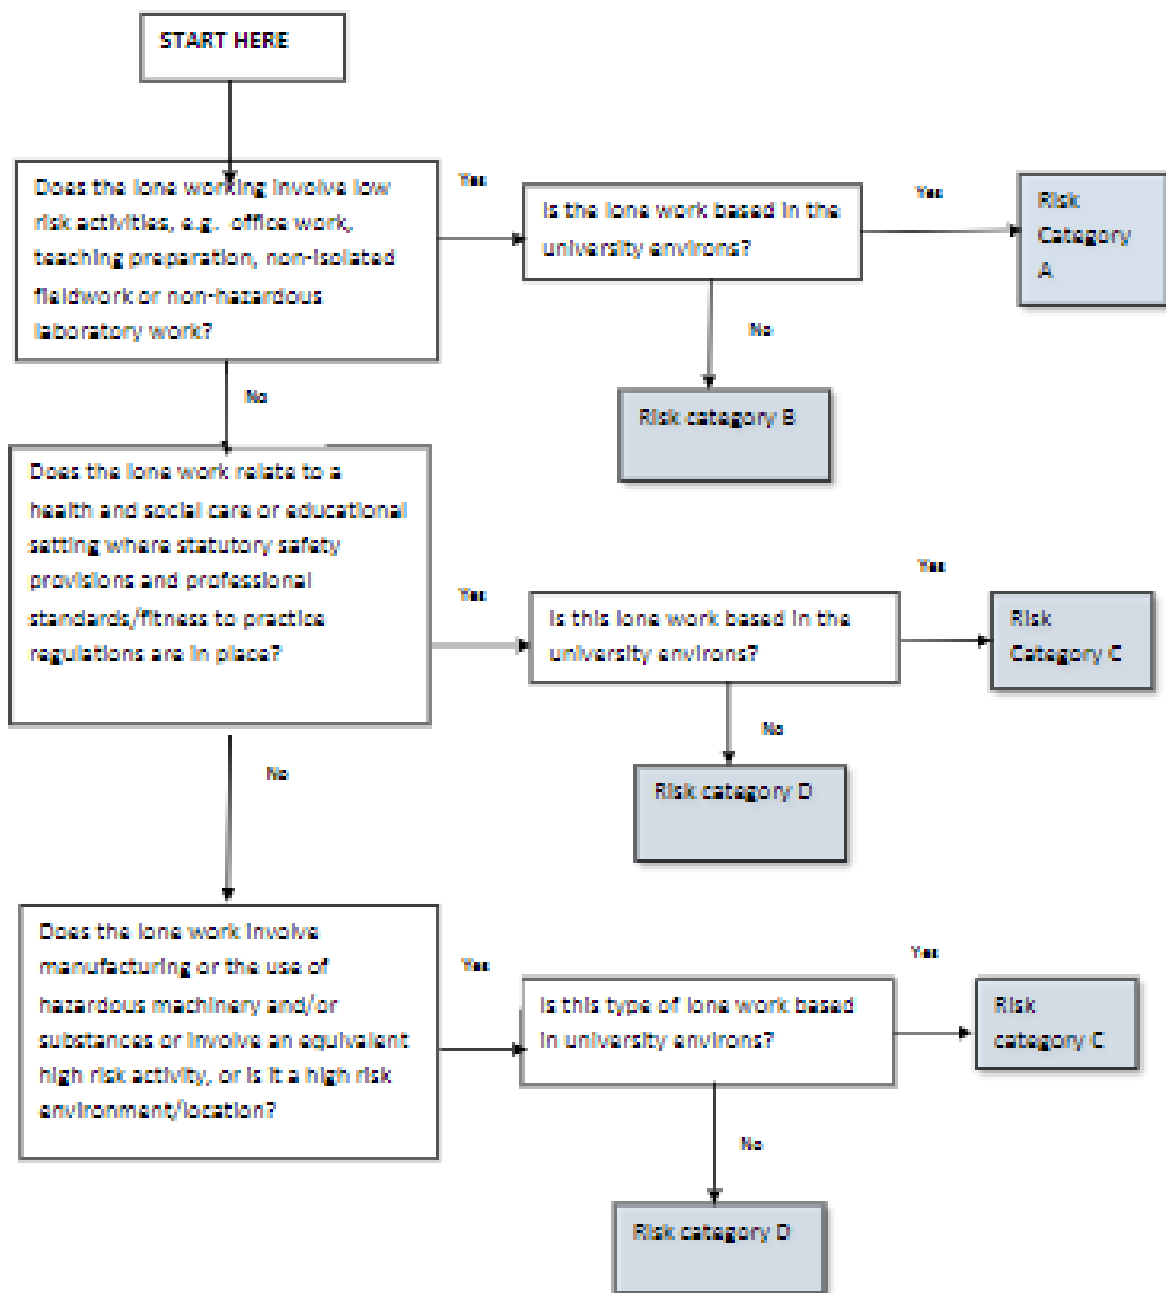 START HERE
Does the lone working involve low
risk activities, e.g. office work,
teaching preparation, non-isolated
fieldwork or non-hazardous
laboratory work?
Yes
Is the lone work based in the
university environs?
Yes
Risk
Category
A
No
Risk category B
No
Does the lone work relate to a
health and social care or educational
setting where statutory safety
provisions and professional
standards/fitness to practice
regulations are in place?
Yes
Is this lone work based in the
university environs?
Yes
Risk
Category C
No
Risk category D
No
Does the lone work involve
manufacturing or the use of
hazardous machinery and/or
substances or involve an equivalent
high risk activity, or is it a high risk
environment/location?
Yes
Is this type of lone work based
in university environs?
Yes
Risk
category C
No
Risk category D